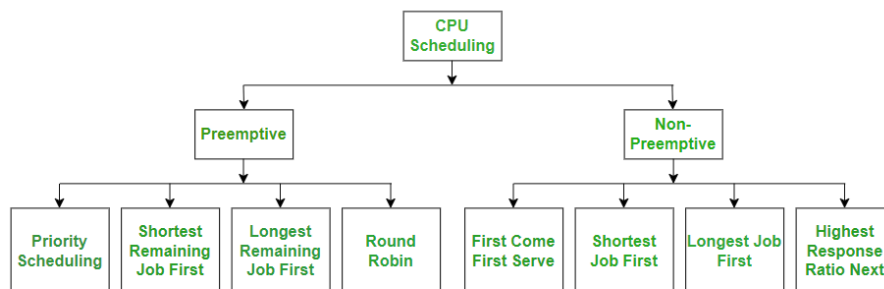 CPU
Scheduling
Preemptive
Non-
Preemptive
Priority
Scheduling
Shortest
Remaining
Job First
Longest
Remaining
Job First
Round
Robin
First Come
First Serve
Shortest
Job First
Longest Job
First
Highest
Response
Ratio Next